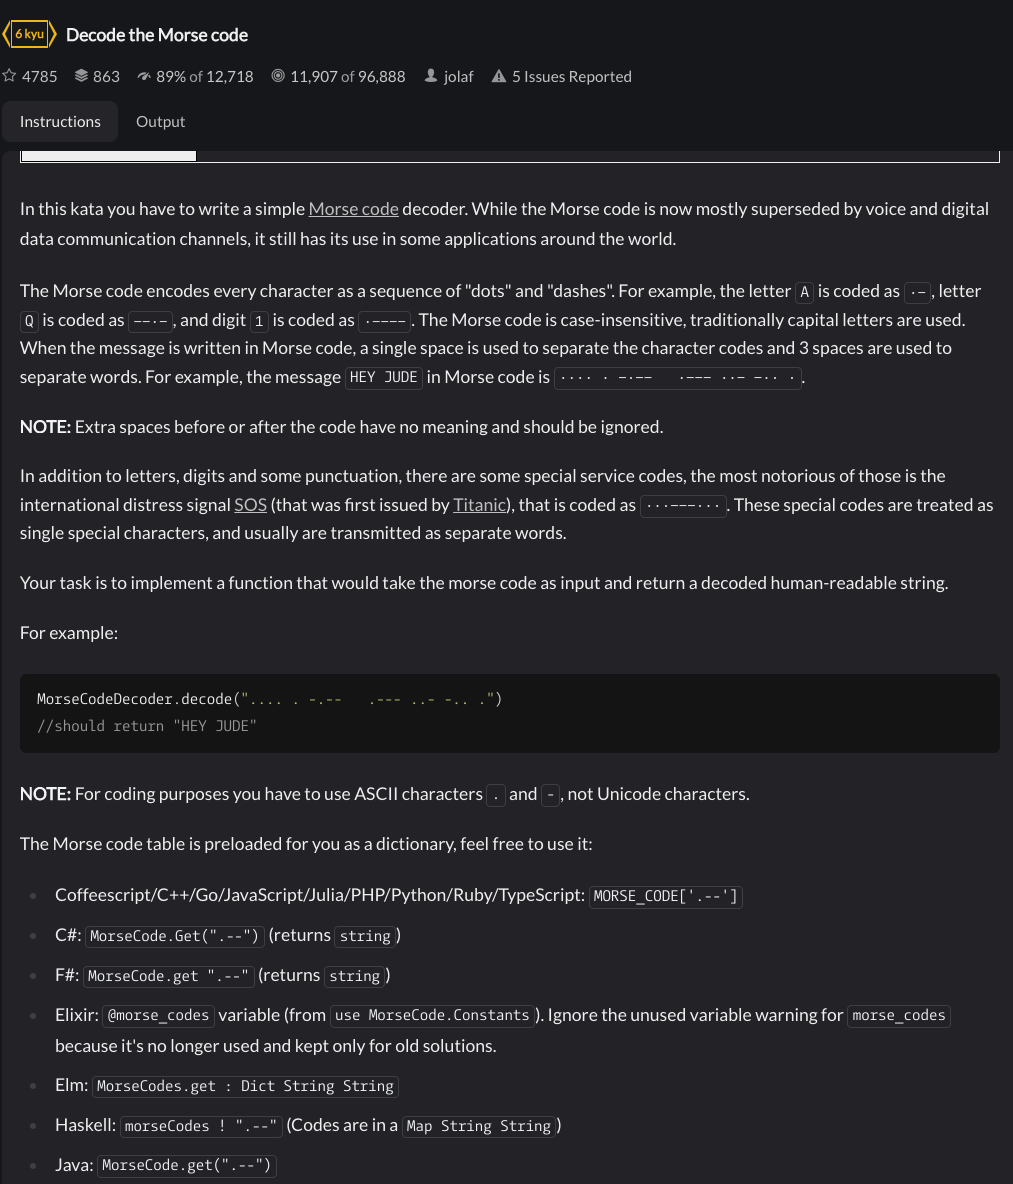 6 kyu Decode the Morse code
4785 863 89% of 12,718 11,907 of 96,888 jolaf 5 Issues Reported
Instructions Output
In this kata you have to write a simple Morse code decoder. While the Morse code is now mostly superseded by voice and digital
data communication channels, it still has its use in some applications around the world.
The Morse code encodes every character as a sequence of "dots" and "dashes". For example, the letter A is coded as ·−, letter
Q is coded as −−·−, and digit 1 is coded as ·−−−−. The Morse code is case-insensitive, traditionally capital letters are used.
When the message is written in Morse code, a single space is used to separate the character codes and 3 spaces are used to
separate words. For example, the message HEY JUDE in Morse code is ···· · −·−−   ·−−− ··− −·· ·.
NOTE: Extra spaces before or after the code have no meaning and should be ignored.
In addition to letters, digits and some punctuation, there are some special service codes, the most notorious of those is the
international distress signal SOS (that was first issued by Titanic), that is coded as ···−−−···. These special codes are treated as
single special characters, and usually are transmitted as separate words.
Your task is to implement a function that would take the morse code as input and return a decoded human-readable string.
For example:
MorseCodeDecoder.decode(".... . -.--   .--- ..- -.. .")
//should return "HEY JUDE"
NOTE: For coding purposes you have to use ASCII characters . and -, not Unicode characters.
The Morse code table is preloaded for you as a dictionary, feel free to use it:
Coffeescript/C++/Go/JavaScript/Julia/PHP/Python/Ruby/TypeScript: MORSE_CODE['.--']
C#: MorseCode.Get(".--") (returns string)
F#: MorseCode.get ".--" (returns string)
Elixir: @morse_codes variable (from use MorseCode.Constants). Ignore the unused variable warning for morse_codes
because it's no longer used and kept only for old solutions.
Elm: MorseCodes.get : Dict String String
Haskell: morseCodes ! ".--" (Codes are in a Map String String)
Java: MorseCode.get(".--")